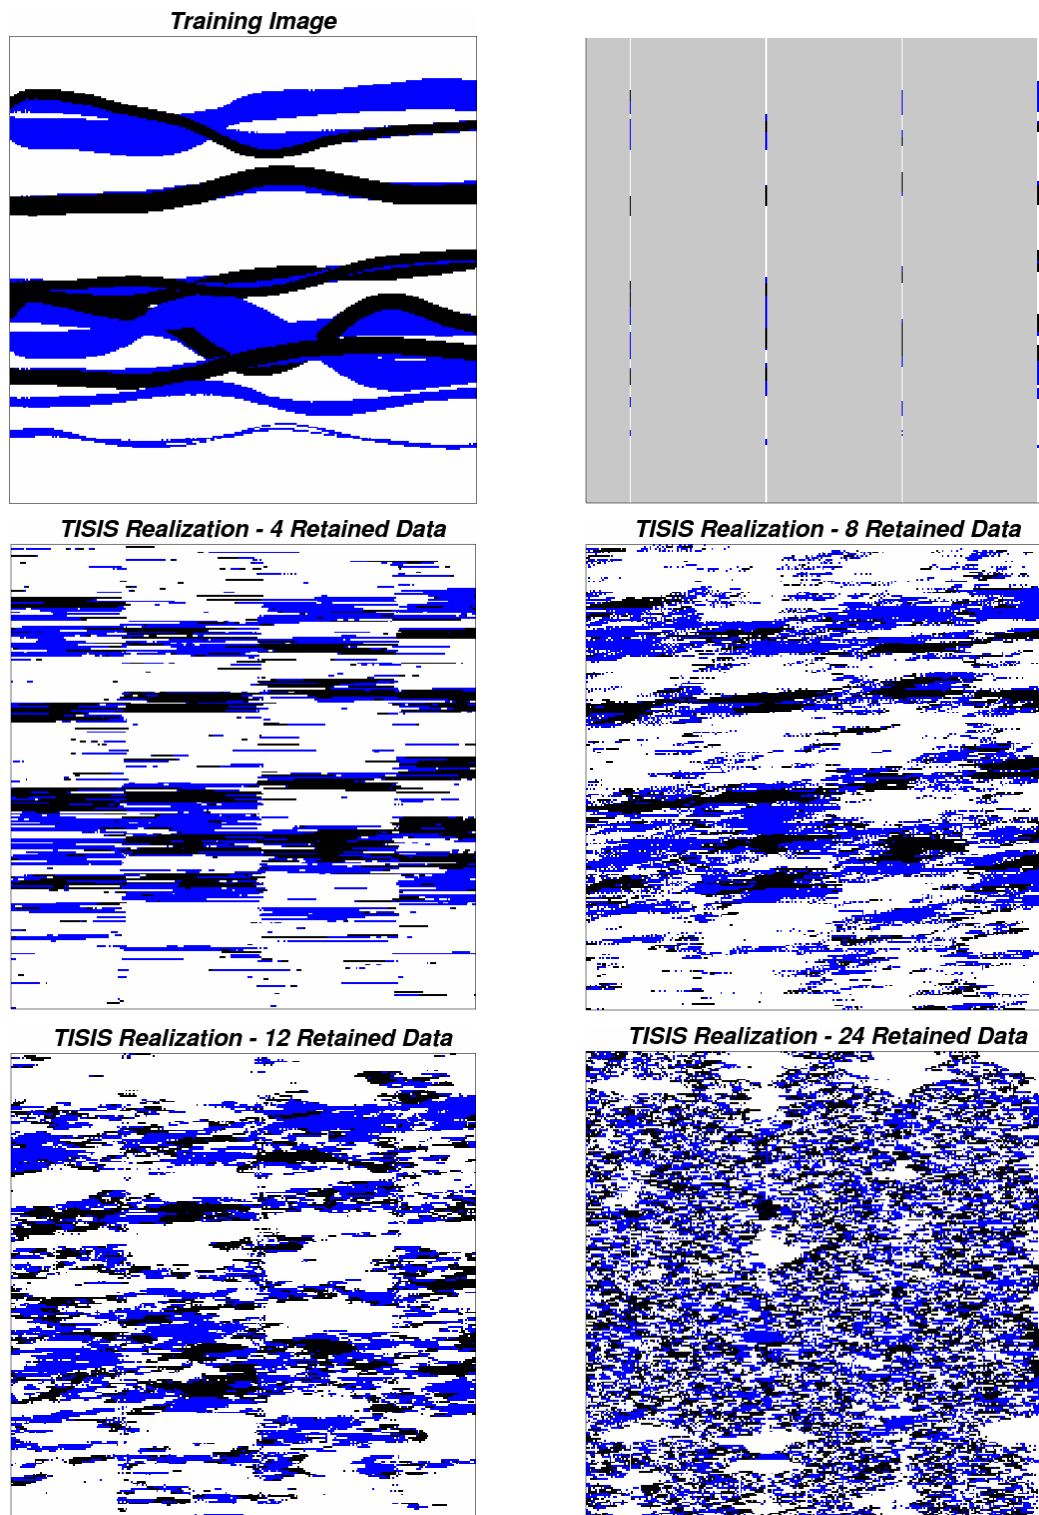 Training Image
TISIS Realization - 4 Retained Data
TISIS Realization - 8 Retained Data
TISIS Realization - 12 Retained Data
TISIS Realization - 24 Retained Data